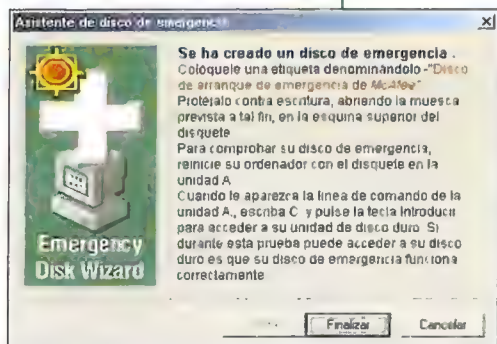 Asistente de disco de emergencia
Se ha creado un disco de emergencia .
Colóquele una etiqueta denominándolo -"Disco
de arranque de emergencia de McAfee"
Protéjalo contra escritura, abriendo la muesca
prevista a tal fin, en la esquina superior del
disquete
Para comprobar su disco de emergencia,
reinicie su ordenador con el disquete en la
unidad A
Cuando le aparezca la línea de comando de la
unidad A., escriba C y pulse la tecla Introducir
para acceder a su unidad de disco duro Si
durante esta prueba puede acceder a su disco
duro es que su disco de emergencia funciona
correctamente
Emergency
Disk Wizard
Finalizar
Cancelar